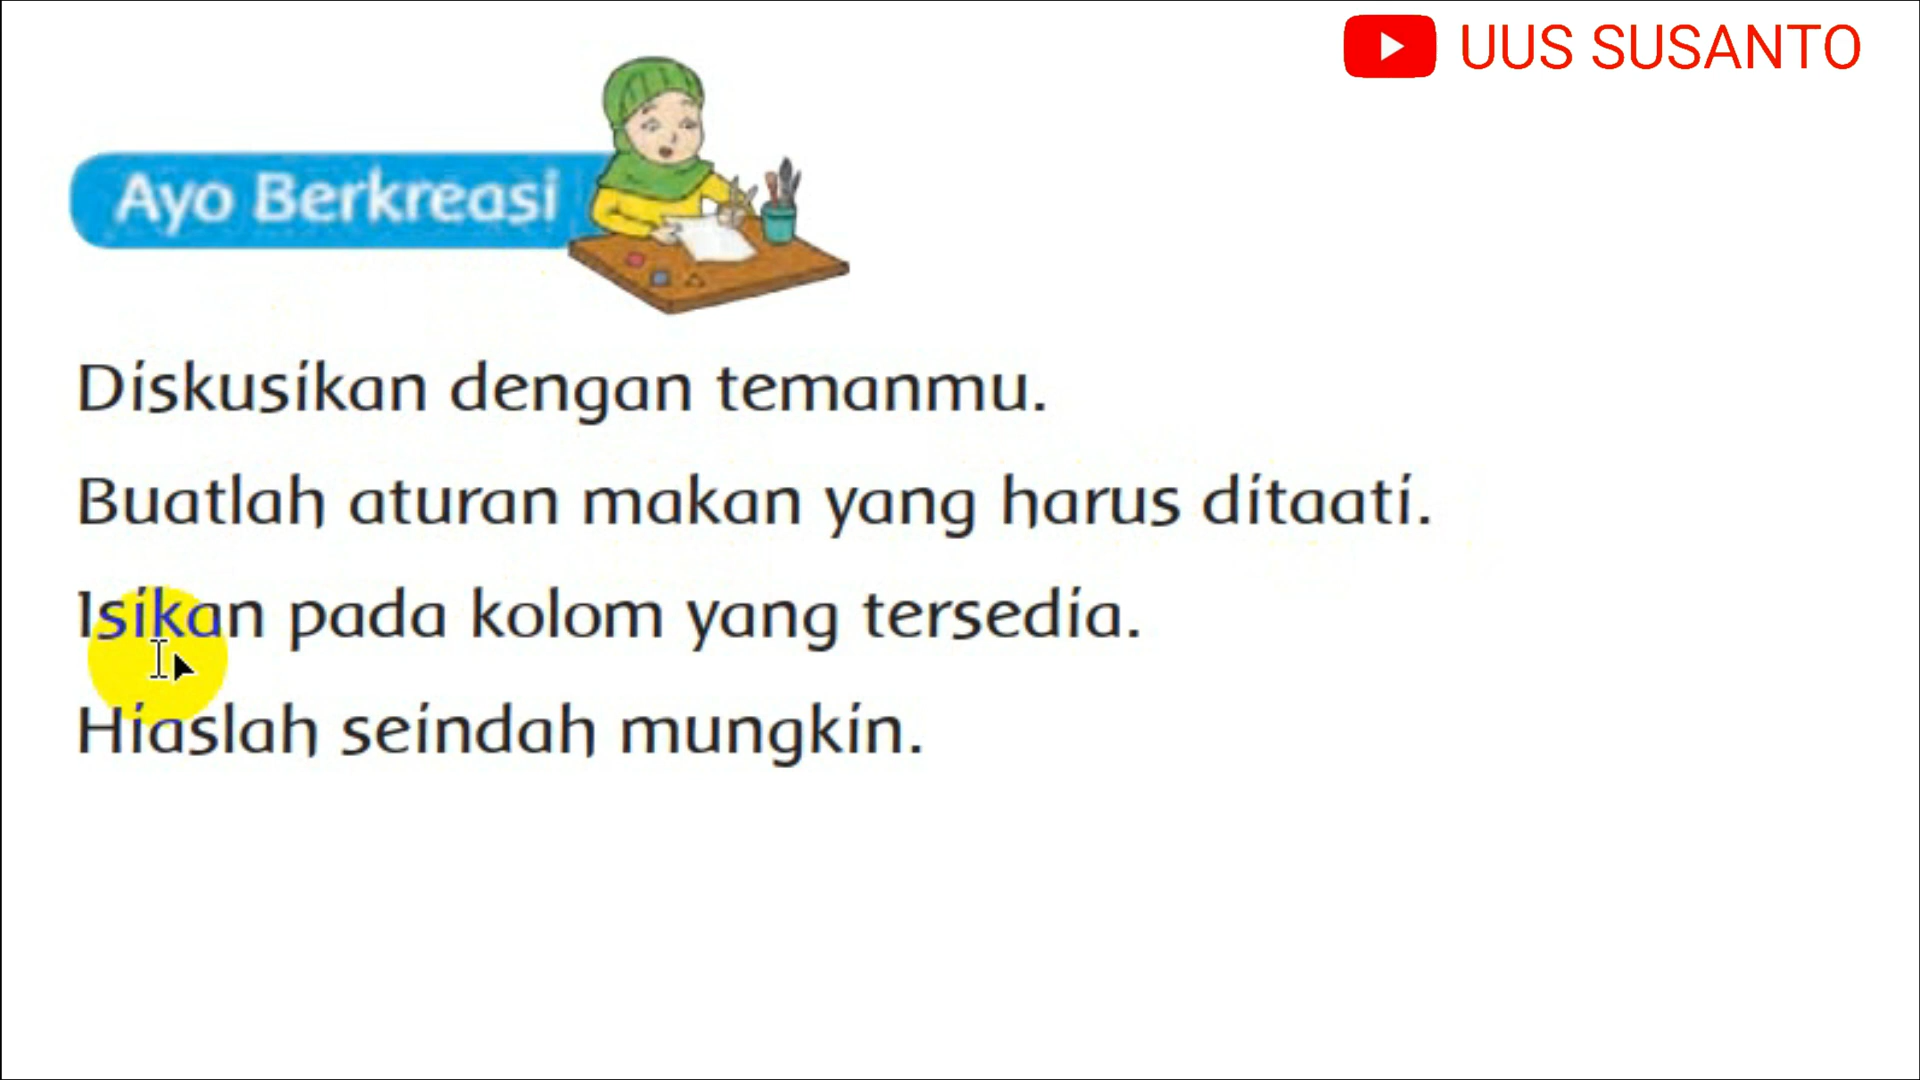 UUS SUSANTO
Ayo Berkreasi
Diskusikan dengan temanmu.
Buatlah aturan makan yang harus ditaati.
Isikan pada kolom yang tersedia.
Hiaslah seindah mungkin.